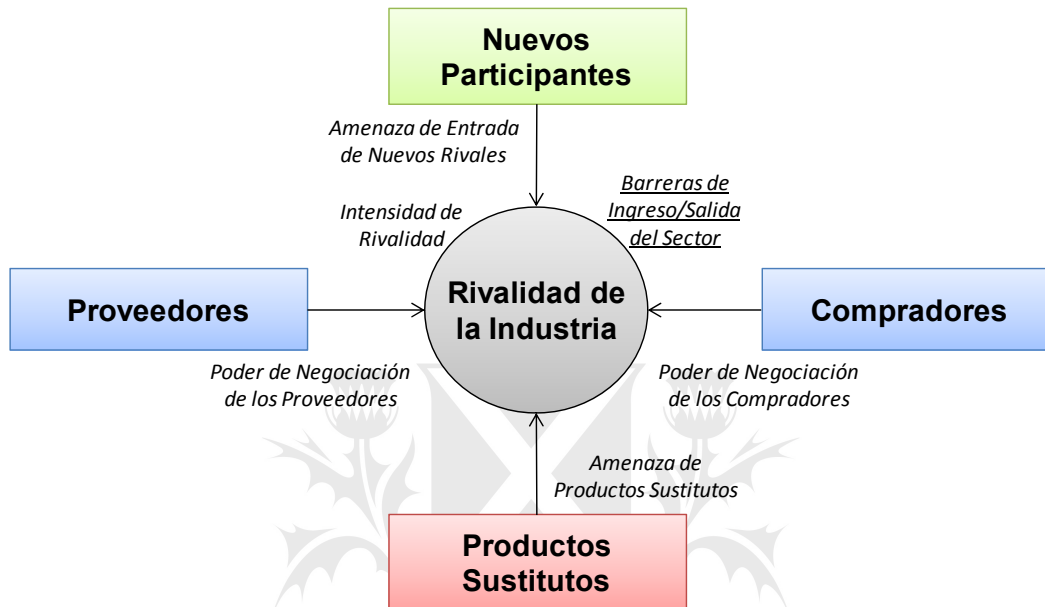 Nuevos
Participantes
Amenaza de Entrada
de Nuevos Rivales
Intensidad de
Rivalidad
Barreras de
Ingreso/Salida
del Sector
Proveedores
Rivalidad de
la Industria
Compradores
Poder de Negociación
de los Proveedores
Poder de Negociación
de los Compradores
Amenaza de
Productos Sustitutos
Productos
Sustitutos